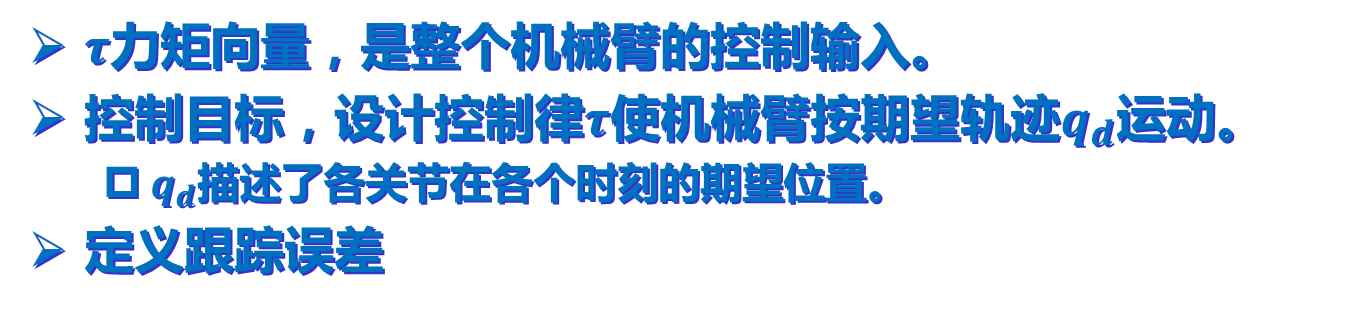 ➢ τ力矩向量，是整个机械臂的控制输入。
➢ 控制目标，设计控制律τ使机械臂按期望轨迹q_d运动。
❑ q_d描述了各关节在各个时刻的期望位置。
➢ 定义跟踪误差